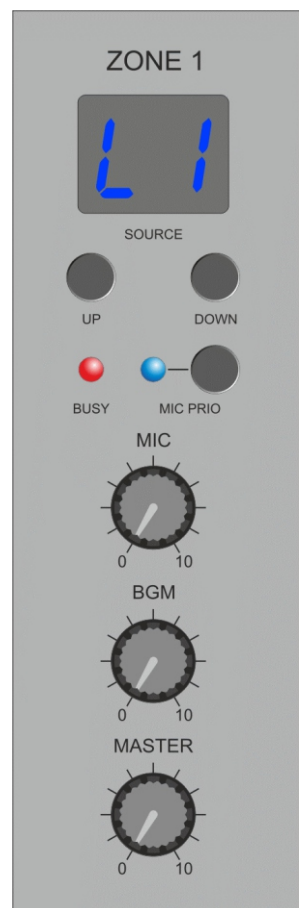 ZONE 1
L1
SOURCE
UP DOWN
BUSY MIC PRIO
MIC
0 10
BGM
0 10
MASTER
0 10